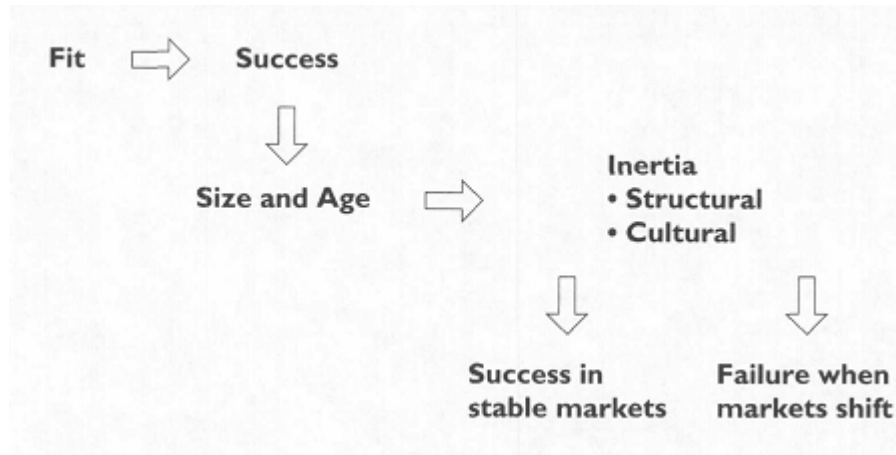 Fit
Success
Size and Age
Inertia
• Structural
• Cultural
Success in
stable markets
Failure when
markets shift